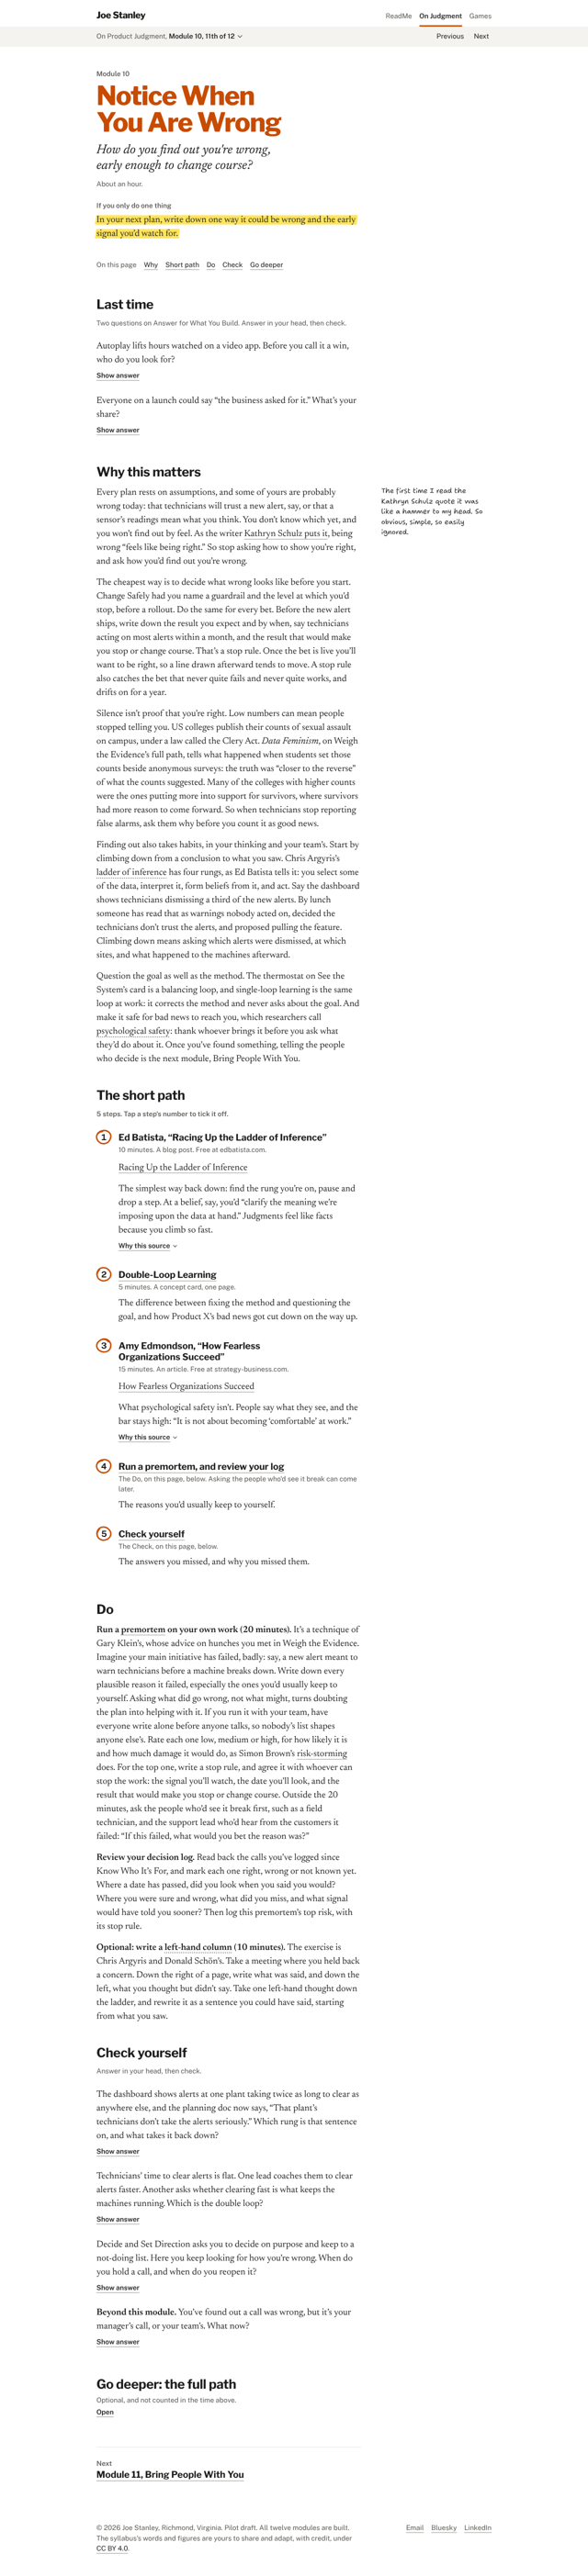 Joe Stanley
ReadMe On Judgment Games
On Product Judgment, Module 10, 11th of 12
Previous Next
Module 10
Notice When
You Are Wrong
How do you find out you’re wrong,
early enough to change course?
About an hour.
If you only do one thing
In your next plan, write down one way it could be wrong and the early
signal you’d watch for.
On this page Why Short path Do Check Go deeper
Last time
Two questions on Answer for What You Build. Answer in your head, then check.
Autoplay lifts hours watched on a video app. Before you call it a win,
who do you look for?
Show answer
Everyone on a launch could say “the business asked for it.” What’s your
share?
Show answer
Why this matters
Every plan rests on assumptions, and some of yours are probably
wrong today: that technicians will trust a new alert, say, or that a
sensor’s readings mean what you think. You don’t know which yet, and
you won’t find out by feel. As the writer Kathryn Schulz puts it, being
wrong “feels like being right.” So stop asking how to show you’re right,
and ask how you’d find out you’re wrong.
The first time I read the
Kathryn Schulz quote it was
like a hammer to my head. So
obvious, simple, so easily
ignored.
The cheapest way is to decide what wrong looks like before you start.
Change Safely had you name a guardrail and the level at which you’d
stop, before a rollout. Do the same for every bet. Before the new alert
ships, write down the result you expect and by when, say technicians
acting on most alerts within a month, and the result that would make
you stop or change course. That’s a stop rule. Once the bet is live you’ll
want to be right, so a line drawn afterward tends to move. A stop rule
also catches the bet that never quite fails and never quite works, and
drifts on for a year.
Silence isn’t proof that you’re right. Low numbers can mean people
stopped telling you. US colleges publish their counts of sexual assault
on campus, under a law called the Clery Act. Data Feminism, on Weigh
the Evidence’s full path, tells what happened when students set those
counts beside anonymous surveys: the truth was “closer to the reverse”
of what the counts suggested. Many of the colleges with higher counts
were the ones putting more into support for survivors, where survivors
had more reason to come forward. So when technicians stop reporting
false alarms, ask them why before you count it as good news.
Finding out also takes habits, in your thinking and your team’s. Start by
climbing down from a conclusion to what you saw. Chris Argyris’s
ladder of inference has four rungs, as Ed Batista tells it: you select some
of the data, interpret it, form beliefs from it, and act. Say the dashboard
shows technicians dismissing a third of the new alerts. By lunch
someone has read that as warnings nobody acted on, decided the
technicians don’t trust the alerts, and proposed pulling the feature.
Climbing down means asking which alerts were dismissed, at which
sites, and what happened to the machines afterward.
Question the goal as well as the method. The thermostat on See the
System’s card is a balancing loop, and single-loop learning is the same
loop at work: it corrects the method and never asks about the goal. And
make it safe for bad news to reach you, which researchers call
psychological safety: thank whoever brings it before you ask what
they’d do about it. Once you’ve found something, telling the people
who decide is the next module, Bring People With You.
The short path
5 steps. Tap a step’s number to tick it off.
1
Ed Batista, “Racing Up the Ladder of Inference”
10 minutes. A blog post. Free at edbatista.com.
Racing Up the Ladder of Inference
The simplest way back down: find the rung you’re on, pause and
drop a step. At a belief, say, you’d “clarify the meaning we’re
imposing upon the data at hand.” Judgments feel like facts
because you climb so fast.
Why this source
2
Double-Loop Learning
5 minutes. A concept card, one page.
The difference between fixing the method and questioning the
goal, and how Product X’s bad news got cut down on the way up.
3
Amy Edmondson, “How Fearless
Organizations Succeed”
15 minutes. An article. Free at strategy-business.com.
How Fearless Organizations Succeed
What psychological safety isn’t. People say what they see, and the
bar stays high: “It is not about becoming ‘comfortable’ at work.”
Why this source
4
Run a premortem, and review your log
The Do, on this page, below. Asking the people who’d see it break can come
later.
The reasons you’d usually keep to yourself.
5
Check yourself
The Check, on this page, below.
The answers you missed, and why you missed them.
Do
Run a premortem on your own work (20 minutes). It’s a technique of
Gary Klein’s, whose advice on hunches you met in Weigh the Evidence.
Imagine your main initiative has failed, badly: say, a new alert meant to
warn technicians before a machine breaks down. Write down every
plausible reason it failed, especially the ones you’d usually keep to
yourself. Asking what did go wrong, not what might, turns doubting
the plan into helping with it. If you run it with your team, have
everyone write alone before anyone talks, so nobody’s list shapes
anyone else’s. Rate each one low, medium or high, for how likely it is
and how much damage it would do, as Simon Brown’s risk-storming
does. For the top one, write a stop rule, and agree it with whoever can
stop the work: the signal you’ll watch, the date you’ll look, and the
result that would make you stop or change course. Outside the 20
minutes, ask the people who’d see it break first, such as a field
technician, and the support lead who’d hear from the customers it
failed: “If this failed, what would you bet the reason was?”
Review your decision log. Read back the calls you’ve logged since
Know Who It’s For, and mark each one right, wrong or not known yet.
Where a date has passed, did you look when you said you would?
Where you were sure and wrong, what did you miss, and what signal
would have told you sooner? Then log this premortem’s top risk, with
its stop rule.
Optional: write a left-hand column (10 minutes). The exercise is
Chris Argyris and Donald Schön’s. Take a meeting where you held back
a concern. Down the right of a page, write what was said, and down the
left, what you thought but didn’t say. Take one left-hand thought down
the ladder, and rewrite it as a sentence you could have said, starting
from what you saw.
Check yourself
Answer in your head, then check.
The dashboard shows alerts at one plant taking twice as long to clear as
anywhere else, and the planning doc now says, “That plant’s
technicians don’t take the alerts seriously.” Which rung is that sentence
on, and what takes it back down?
Show answer
Technicians’ time to clear alerts is flat. One lead coaches them to clear
alerts faster. Another asks whether clearing fast is what keeps the
machines running. Which is the double loop?
Show answer
Decide and Set Direction asks you to decide on purpose and keep to a
not-doing list. Here you keep looking for how you’re wrong. When do
you hold a call, and when do you reopen it?
Show answer
Beyond this module. You’ve found out a call was wrong, but it’s your
manager’s call, or your team’s. What now?
Show answer
Go deeper: the full path
Optional, and not counted in the time above.
Open
Next
Module 11, Bring People With You
© 2026 Joe Stanley, Richmond, Virginia. Pilot draft. All twelve modules are built.
The syllabus’s words and figures are yours to share and adapt, with credit, under
CC BY 4.0.
Email Bluesky LinkedIn